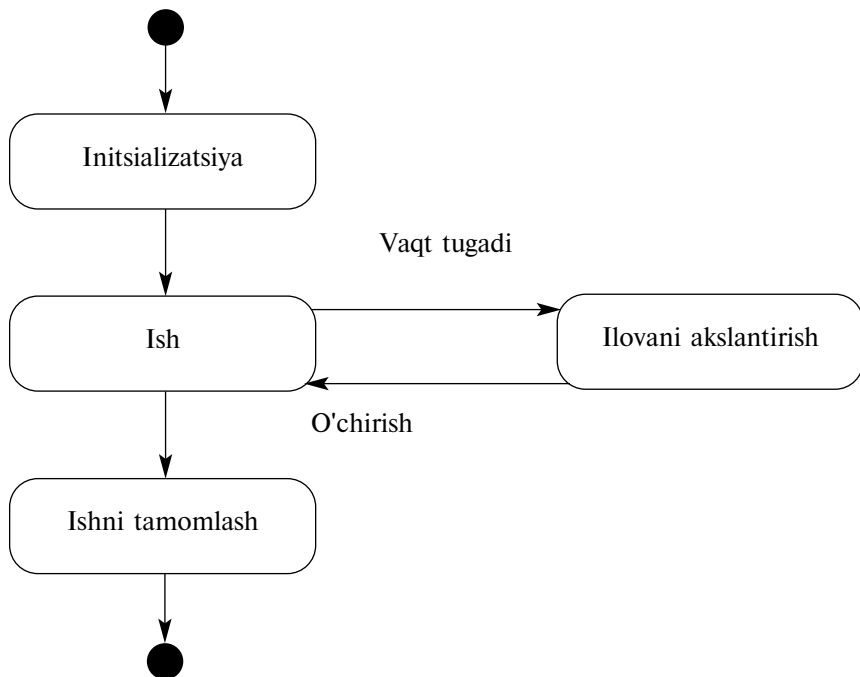 Initsializatsiya
Vaqt tugadi
Ish
Ilovani akslantirish
O'chirish
Ishni tamomlash